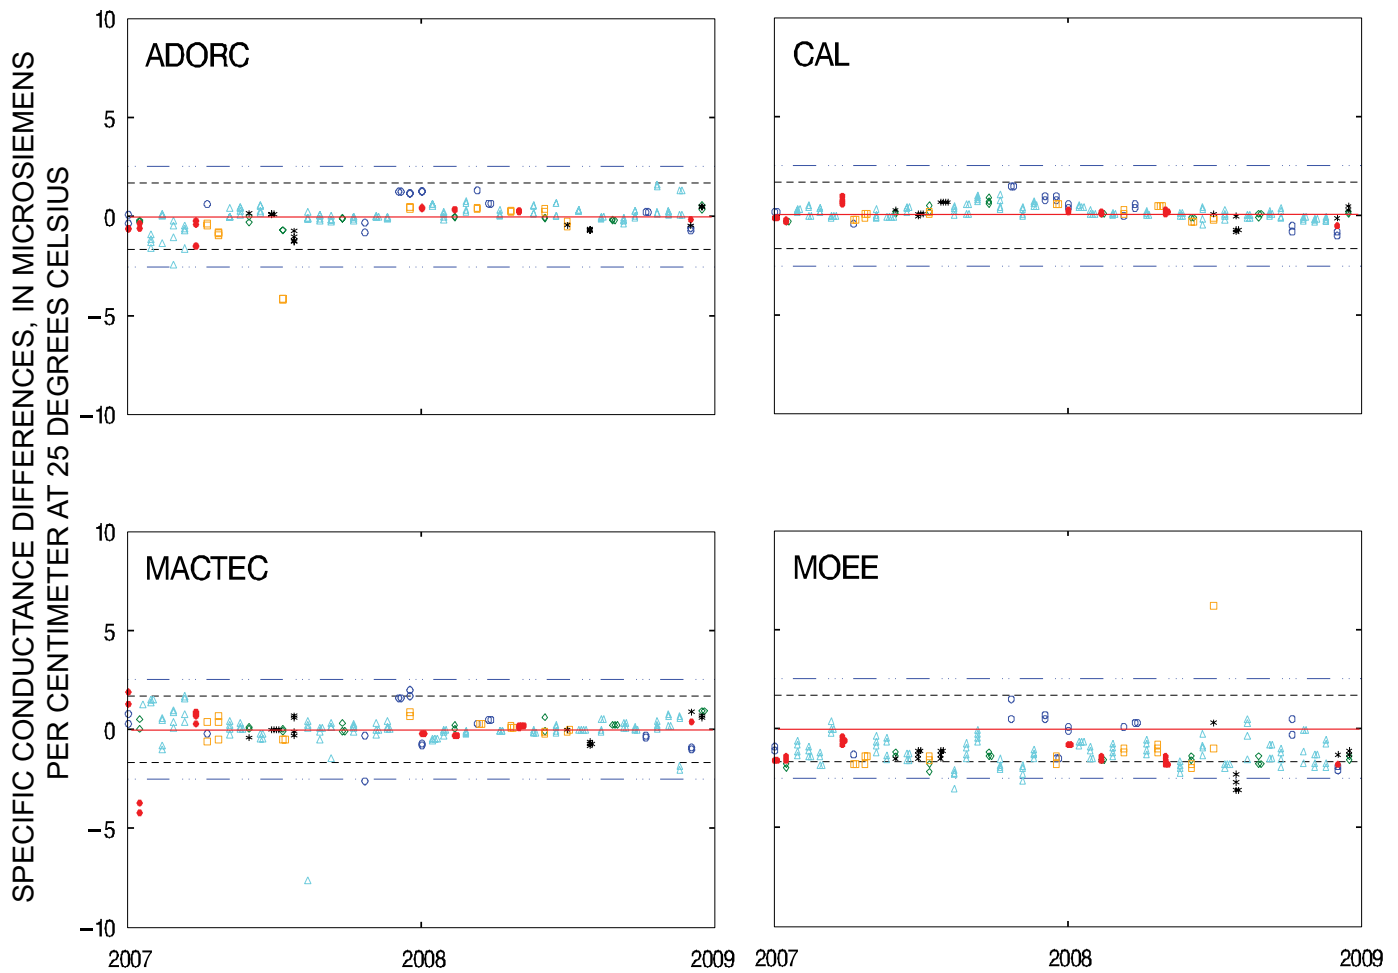 SPECIFIC CONDUCTANCE DIFFERENCES, IN MICROSIEMENS
PER CENTIMETER AT 25 DEGREES CELSIUS
10
5
0
−5
−10
ADORC
CAL
10
5
0
−5
−10
MACTEC
MOEE
2007
2008
2009
2007
2008
2009